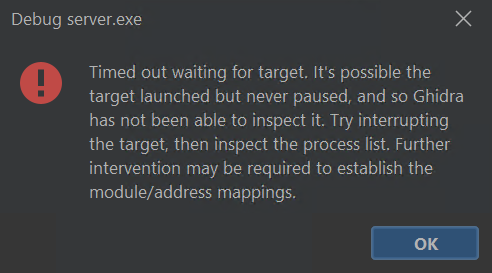 Debug server.exe
Timed out waiting for target. It's possible the
target launched but never paused, and so Ghidra
has not been able to inspect it. Try interrupting
the target, then inspect the process list. Further
intervention may be required to establish the
module/address mappings.
OK